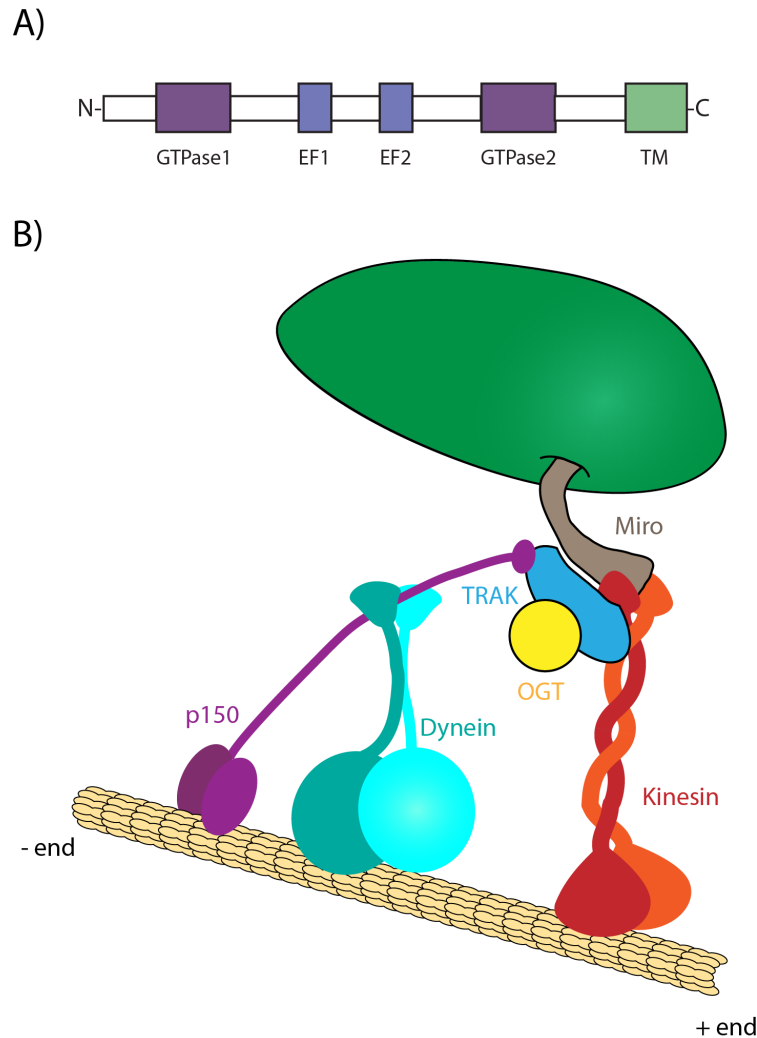 A)
N-
-C
GTPase1
EF1
EF2
GTPase2
TM
B)
Miro
TRAK
OGT
p150
Dynein
Kinesin
- end
+ end